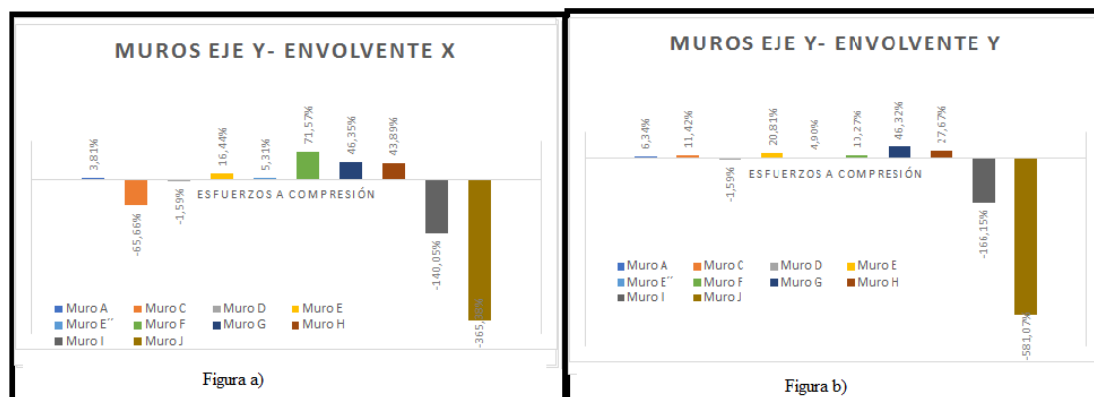 MUROS EJE Y- ENVOLVENTE X
3,81%
-65,66%
-1,59%
16,44%
5,31%
71,57%
46,35%
43,89%
-140,05%
ESFUERZOS A COMPRESIÓN
Muro A Muro C Muro D Muro E
Muro E´´ Muro F Muro G Muro H
Muro I Muro J
Figura a)
MUROS EJE Y- ENVOLVENTE Y
6,34%
11,42%
-1,59%
20,81%
4,90%
46,32%
27,67%
-166,15%
-581,07%
ESFUERZOS A COMPRESIÓN
Muro A Muro C Muro D Muro E
Muro E´´ Muro F Muro G Muro H
Muro I Muro J
Figura b)